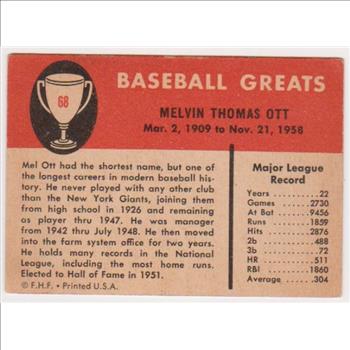 68
BASEBALL GREATS
MELVIN THOMAS OTT
Mar. 2, 1909 to Nov. 21, 1958
Mel Ott had the shortest name, but one of
the longest careers in modern baseball history.
He never played with any other club
than the New York Giants, joining them
from high school in 1926 and remaining
as player thru 1947. He was manager
from 1942 thru July 1948. He then moved
into the farm system office for two years.
He holds many records in the National
League, including the most home runs.
Elected to Hall of Fame in 1951.
© F.H.F. • Printed U.S.A.
Major League
Record
Years ........... 22
Games ........ 2730
At Bat ........ 9456
Runs .......... 1859
Hits ........... 2876
2b ............... 488
3b ................. 72
HR .............. 511
RBI ............ 1860
Average ...... .304